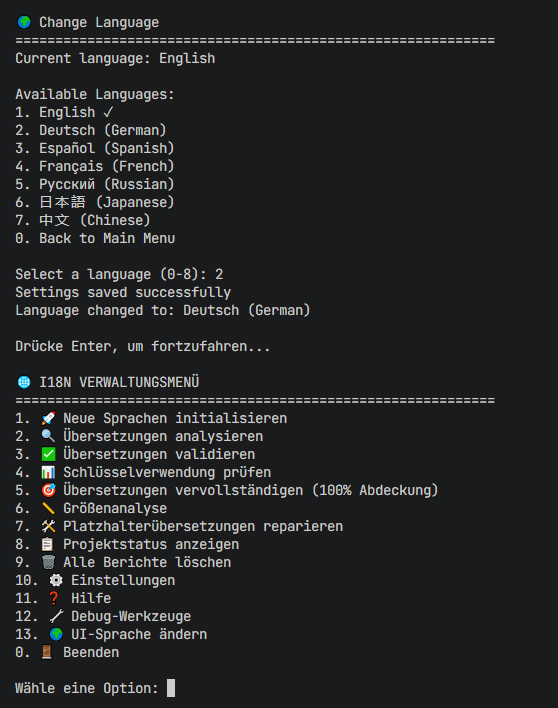 🌍 Change Language
============================================================
Current language: English

Available Languages:
1. English ✓
2. Deutsch (German)
3. Español (Spanish)
4. Français (French)
5. Русский (Russian)
6. 日本語 (Japanese)
7. 中文 (Chinese)
0. Back to Main Menu

Select a language (0-8): 2
Settings saved successfully
Language changed to: Deutsch (German)

Drücke Enter, um fortzufahren...

🌐 I18N VERWALTUNGSMENÜ
============================================================
1. 🚀 Neue Sprachen initialisieren
2. 🔍 Übersetzungen analysieren
3. ✅ Übersetzungen validieren
4. 📊 Schlüsselverwendung prüfen
5. 🎯 Übersetzungen vervollständigen (100% Abdeckung)
6. 📏 Größenanalyse
7. 🛠️ Platzhalterübersetzungen reparieren
8. 📋 Projektstatus anzeigen
9. 🗑️ Alle Berichte löschen
10. ⚙️ Einstellungen
11. ❓ Hilfe
12. 🔧 Debug-Werkzeuge
13. 🌍 UI-Sprache ändern
0. 🚪 Beenden

Wähle eine Option: